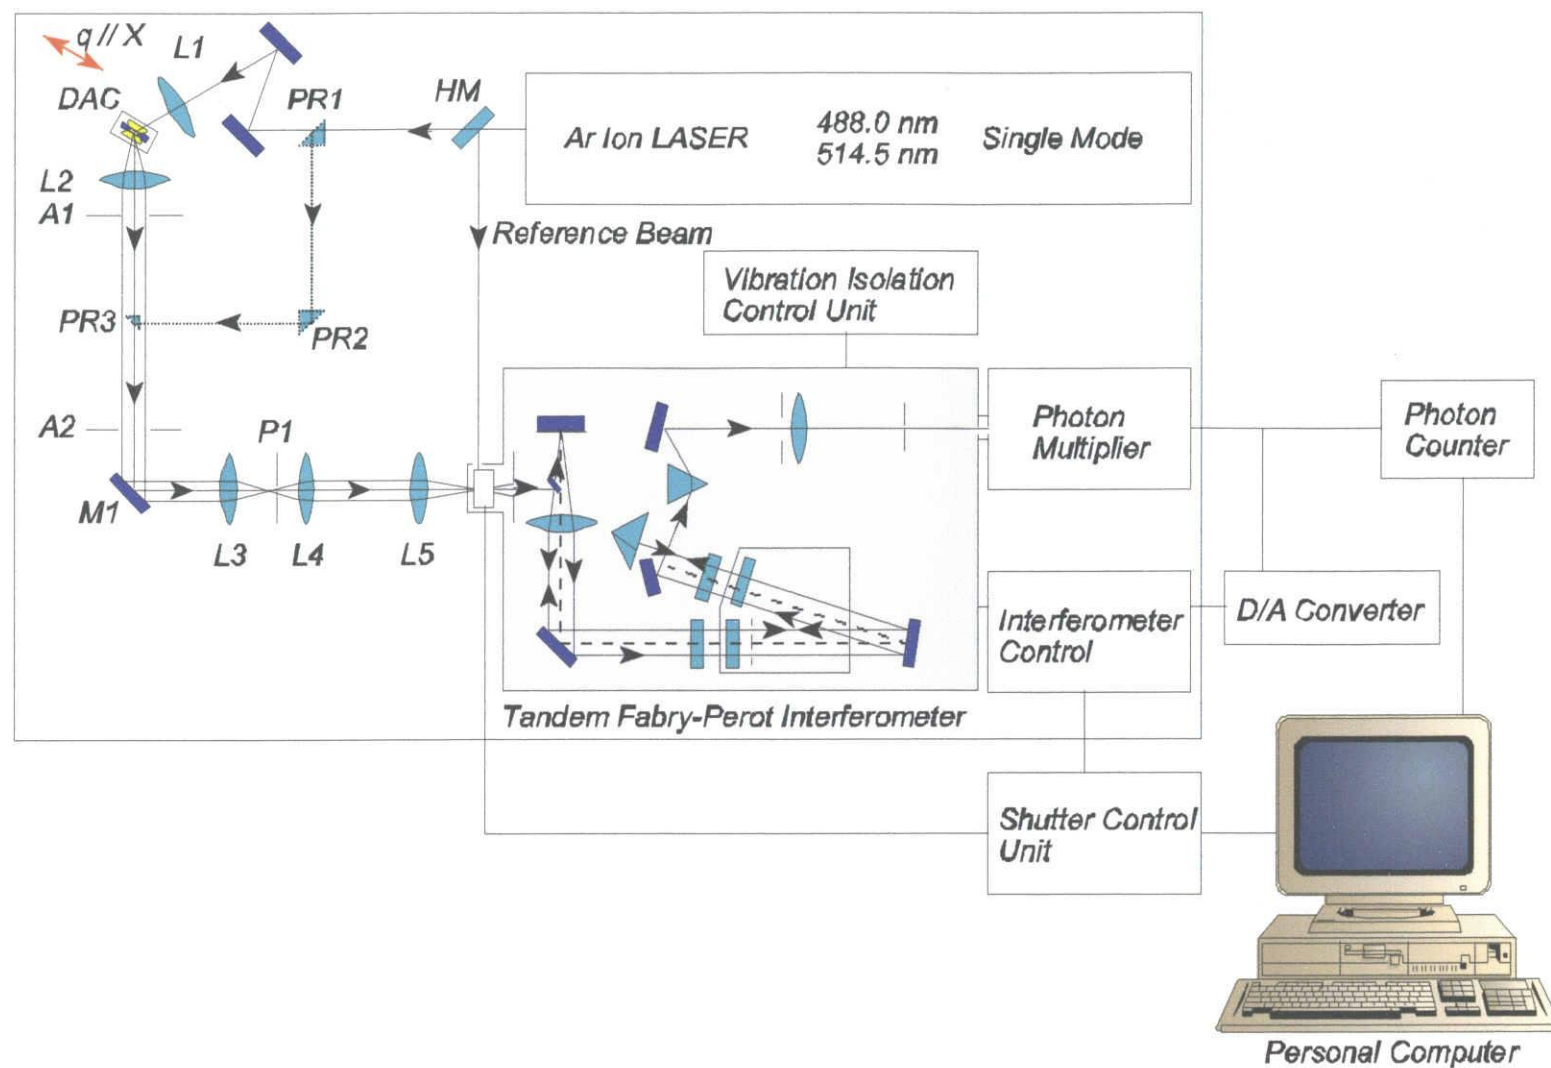 q // X
L1
DAC
PR1
HM
Ar Ion LASER
488.0 nm
514.5 nm
Single Mode
L2
A1
Reference Beam
Vibration Isolation
Control Unit
PR3
PR2
A2
P1
Photon
Multiplier
Photon
Counter
M1
L3
L4
L5
Interferometer
Control
D/A Converter
Tandem Fabry-Perot Interferometer
Shutter Control
Unit
Personal Computer